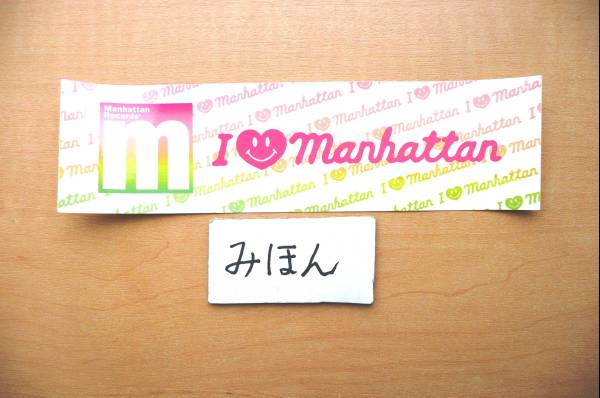 Manhattan
Records®
m
I Manhattan
みほん